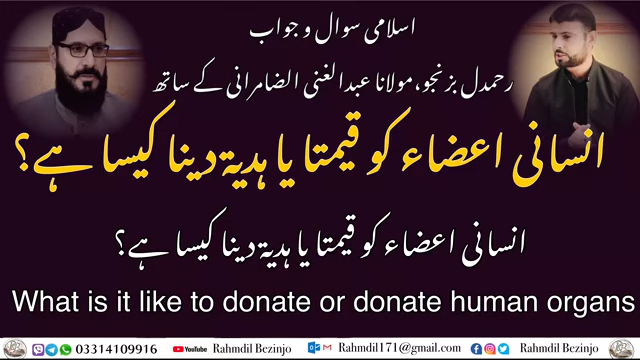 اسلامی سوال و جواب
رحمدل بزنجو، مولانا عبدالغنی الضامرانی کے ساتھ
انسانی اعضاء کو قیمتا یا ہدیۃ دینا کیسا ہے؟
انسانی اعضاء کو قیمتا یا ہدیۃ دینا کیسا ہے؟
What is it like to donate or donate human organs
03314109916 YouTube Rahmdil Bezinjo Rahmdil171@gmail.com Rahmdil Bezinjo